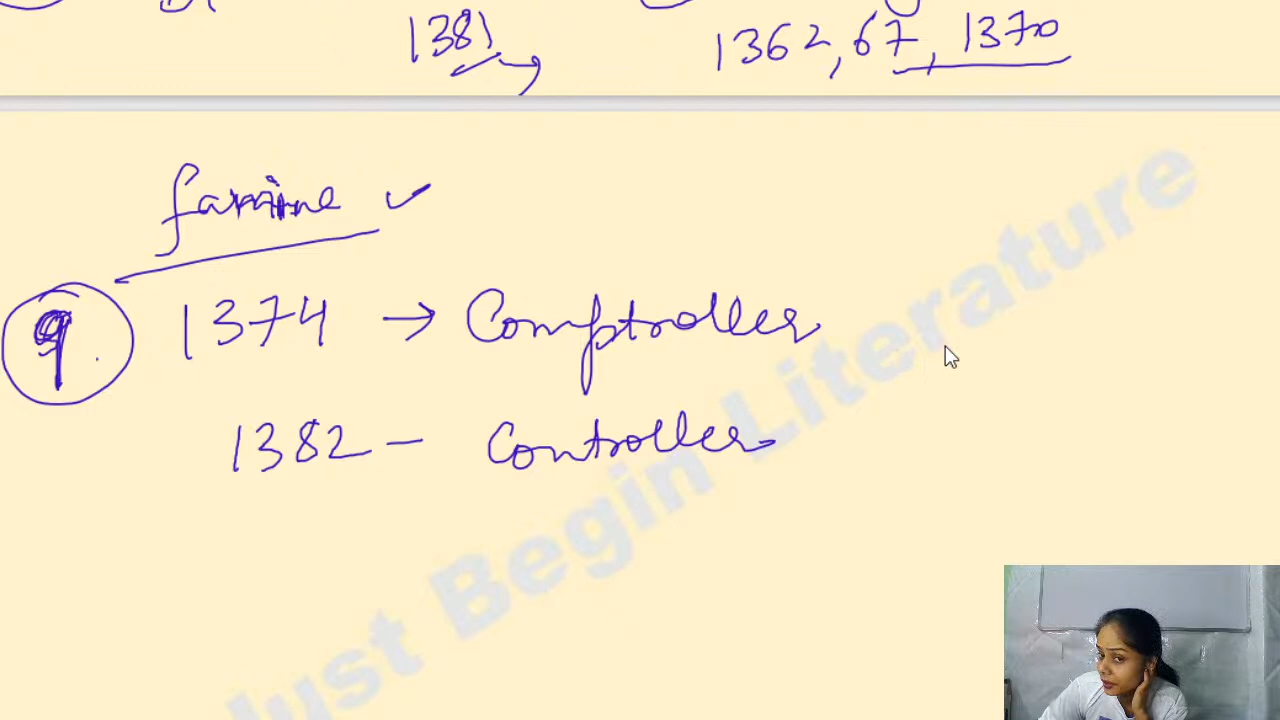 1381
1362, 67, 1370
famine
9. 1374 → Comptroller
1382 - Controller
Just Begin Literature